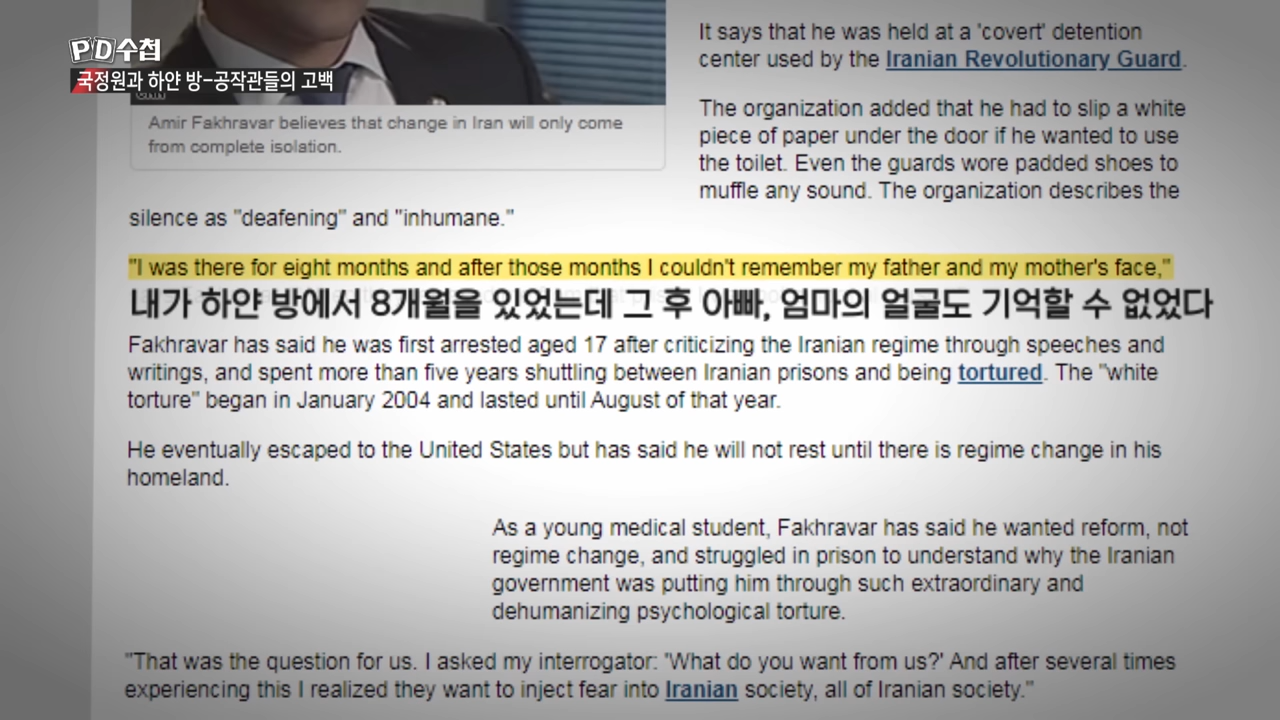 PD수첩
국정원과 하얀 방-공작관들의 고백
Amir Fakhravar believes that change in Iran will only come
from complete isolation.
It says that he was held at a 'covert' detention
center used by the Iranian Revolutionary Guard.
The organization added that he had to slip a white
piece of paper under the door if he wanted to use
the toilet. Even the guards wore padded shoes to
muffle any sound. The organization describes the
silence as "deafening" and "inhumane."
"I was there for eight months and after those months I couldn't remember my father and my mother's face,"
내가 하얀 방에서 8개월을 있었는데 그 후 아빠, 엄마의 얼굴도 기억할 수 없었다
Fakhravar has said he was first arrested aged 17 after criticizing the Iranian regime through speeches and
writings, and spent more than five years shuttling between Iranian prisons and being tortured. The "white
torture" began in January 2004 and lasted until August of that year.
He eventually escaped to the United States but has said he will not rest until there is regime change in his
homeland.
As a young medical student, Fakhravar has said he wanted reform, not
regime change, and struggled in prison to understand why the Iranian
government was putting him through such extraordinary and
dehumanizing psychological torture.
"That was the question for us. I asked my interrogator: 'What do you want from us?' And after several times
experiencing this I realized they want to inject fear into Iranian society, all of Iranian society."